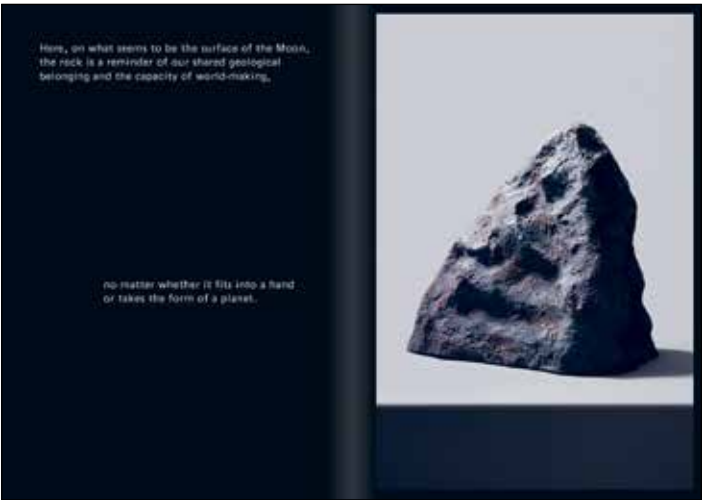 Here, on what seems to be the surface of the Moon,
the rock is a reminder of our shared geological
belonging and the capacity of world-making,
no matter whether it fits into a hand
or takes the form of a planet.